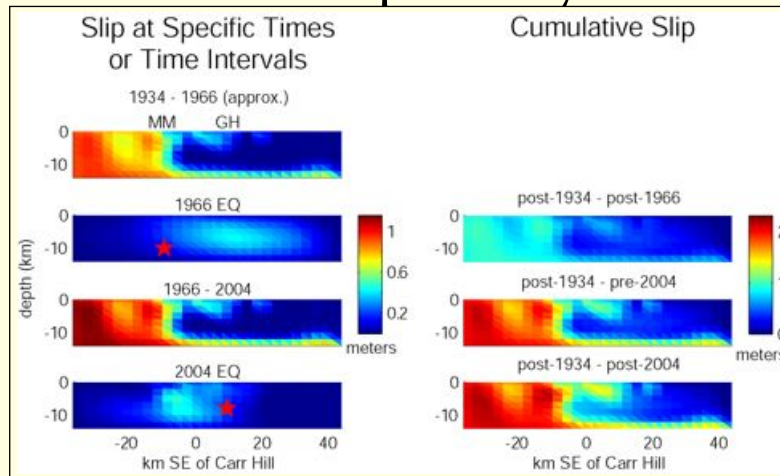 Slip at Specific Times
or Time Intervals
1934 - 1966 (approx.)
MM GH
0
-10
1966 EQ
0
-10
1966 - 2004
0
-10
2004 EQ
0
-10
-20 0 20 40
km SE of Carr Hill
depth (km)
1
0.6
0.2
meters
Cumulative Slip
post-1934 - post-1966
0
-10
post-1934 - pre-2004
0
-10
post-1934 - post-2004
0
-10
-20 0 20 40
km SE of Carr Hill
meters